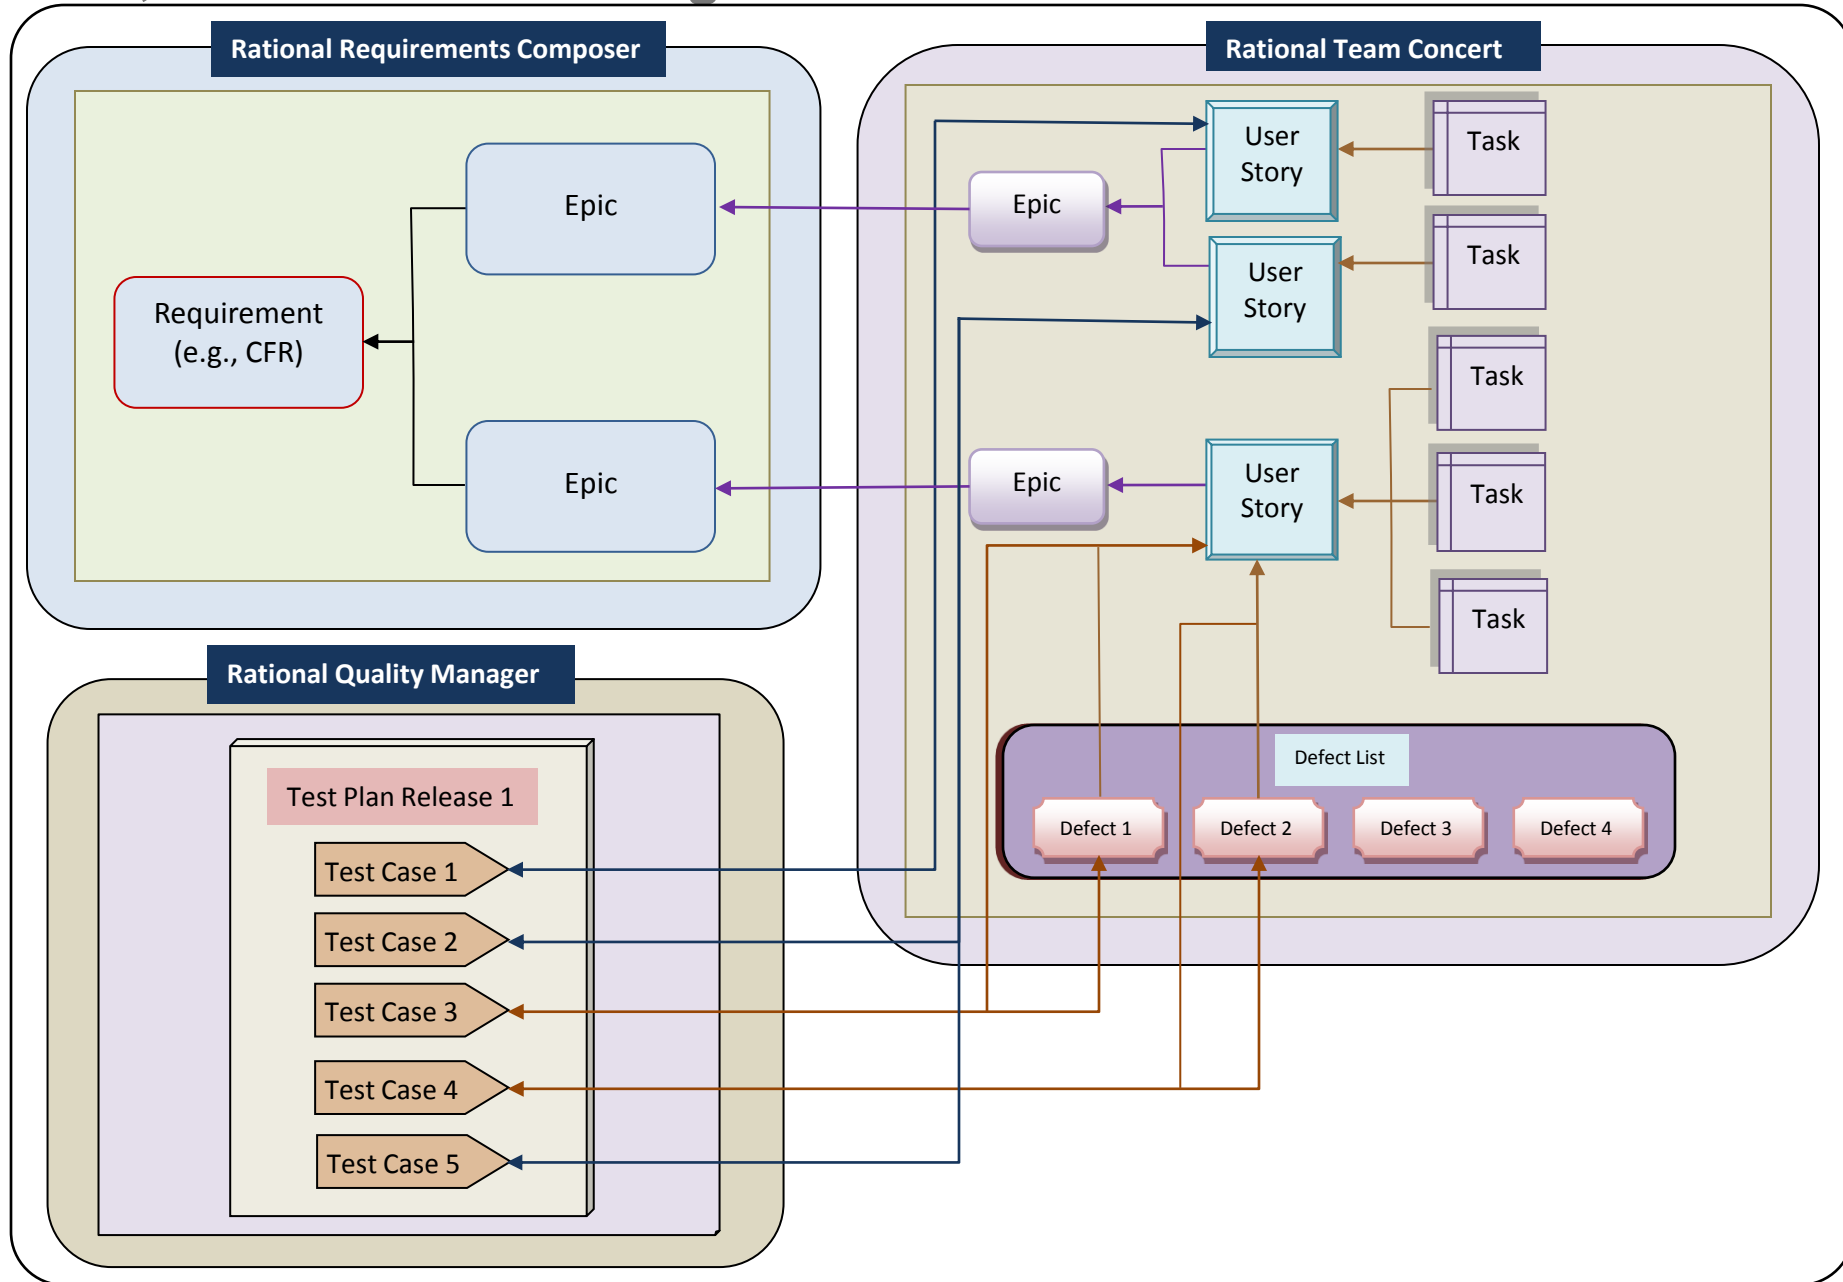 Rational Requirements Composer
Epic
Requirement
(e.g., CFR)
Epic
Rational Team Concert
User
Story
Task
Epic
User
Story
Task
Task
Epic
User
Story
Task
Task
Defect List
Defect 1
Defect 2
Defect 3
Defect 4
Rational Quality Manager
Test Plan Release 1
Test Case 1
Test Case 2
Test Case 3
Test Case 4
Test Case 5